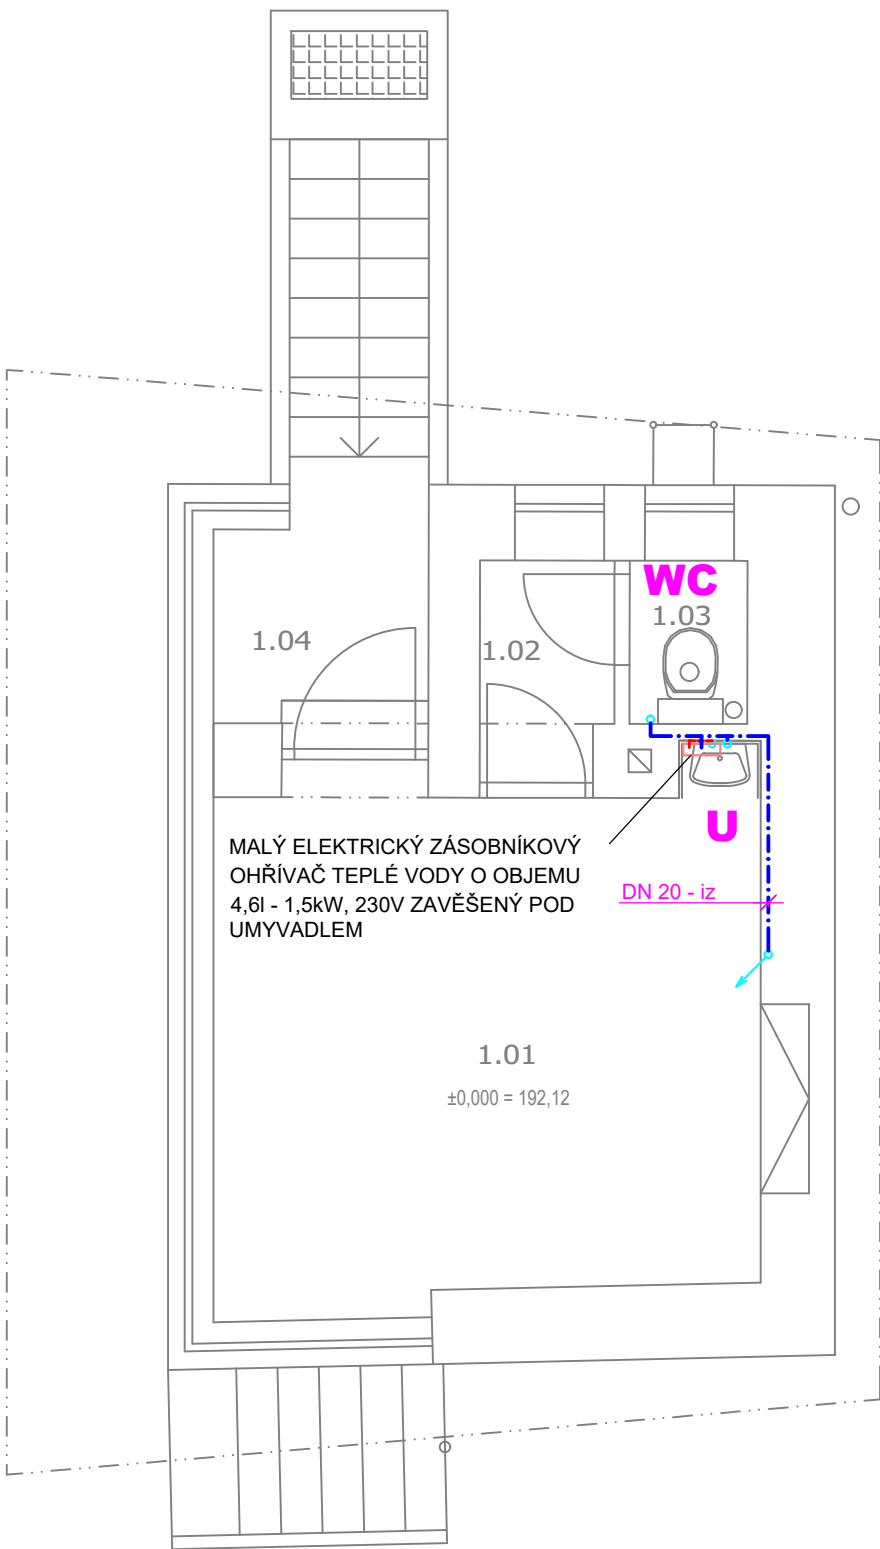 WC
1.03
1.04
1.02
U
MALÝ ELEKTRICKÝ ZÁSOBNÍKOVÝ
OHŘÍVAČ TEPLÉ VODY O OBJEMU
4,6l - 1,5kW, 230V ZAVĚŠENÝ POD
UMYVADLEM
DN 20 - iz
1.01
±0,000 = 192,12